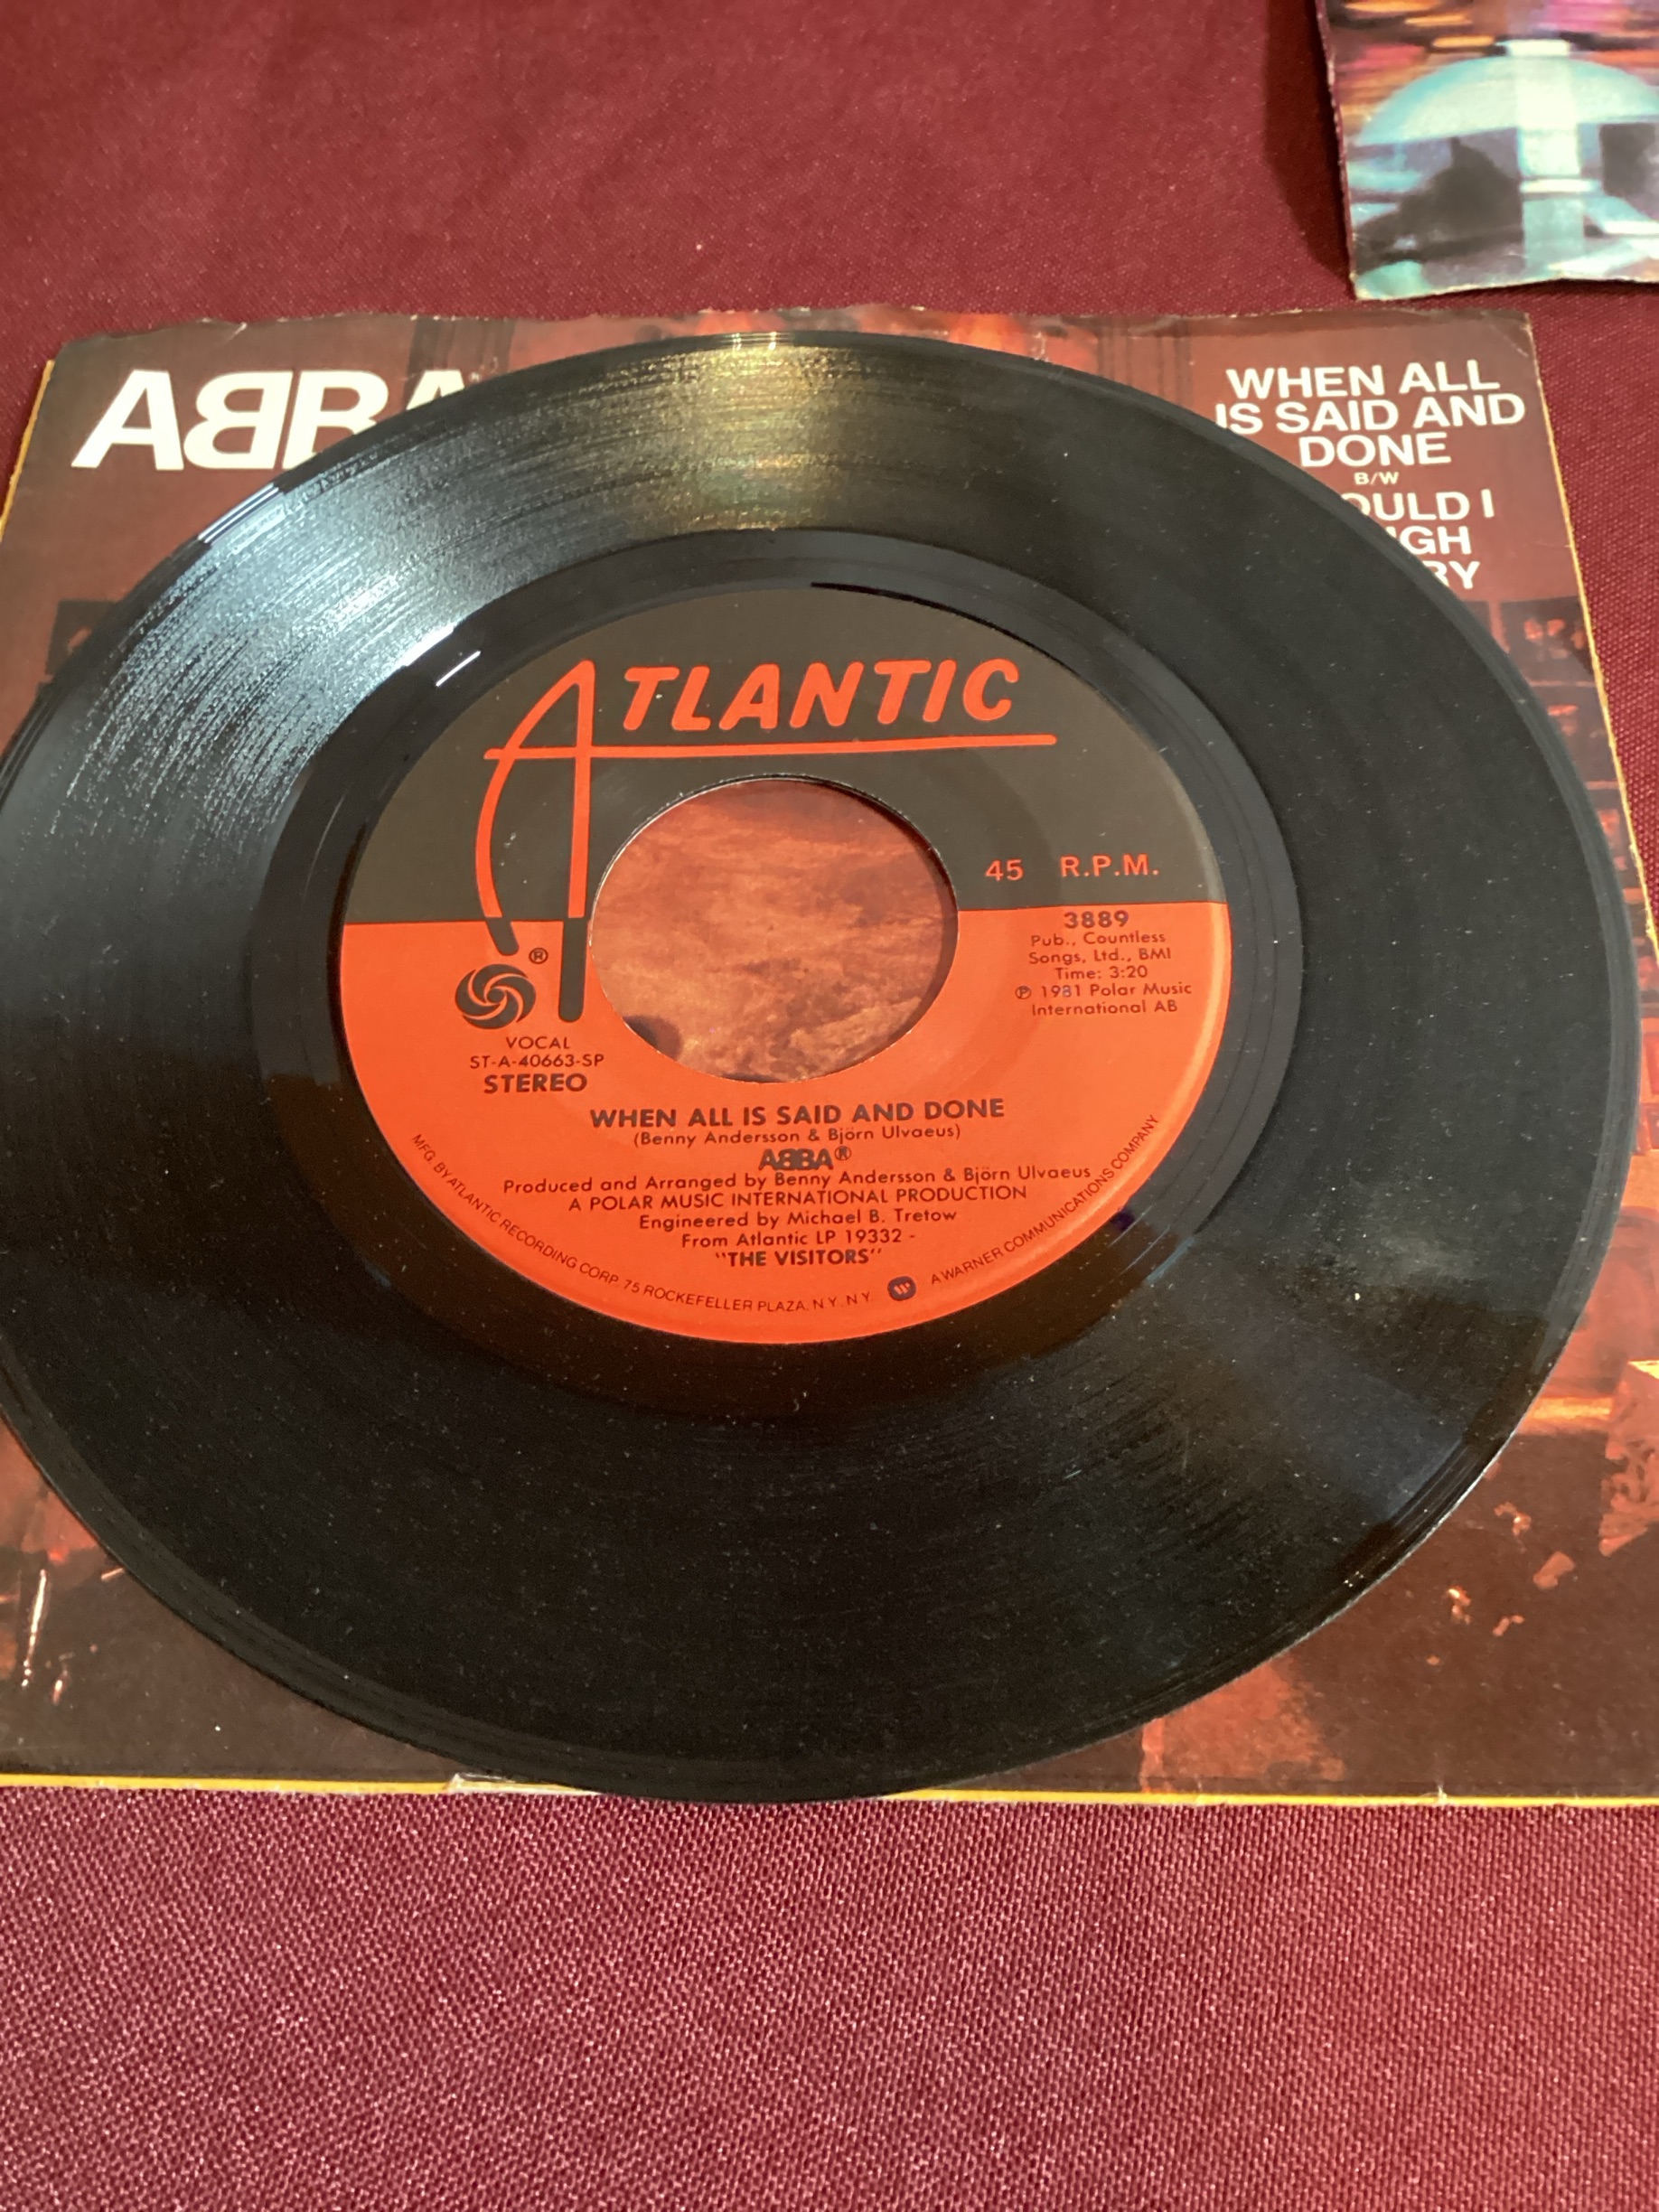 ABBA
WHEN ALL
IS SAID AND
DONE
B/W
OULD I
GH
RY
ATLANTIC
45 R.P.M.
3889
Pub., Countless
Songs, Ltd., BMI
Time: 3:20
℗ 1981 Polar Music
International AB
®
VOCAL
ST-A-40663-SP
STEREO
WHEN ALL IS SAID AND DONE
(Benny Andersson & Björn Ulvaeus)
ABBA®
Produced and Arranged by Benny Andersson & Björn Ulvaeus
A POLAR MUSIC INTERNATIONAL PRODUCTION
Engineered by Michael B. Tretow
From Atlantic LP 19332 -
"THE VISITORS"
MFG. BY ATLANTIC RECORDING CORP. 75 ROCKEFELLER PLAZA, N.Y. N.Y. A WARNER COMMUNICATIONS COMPANY